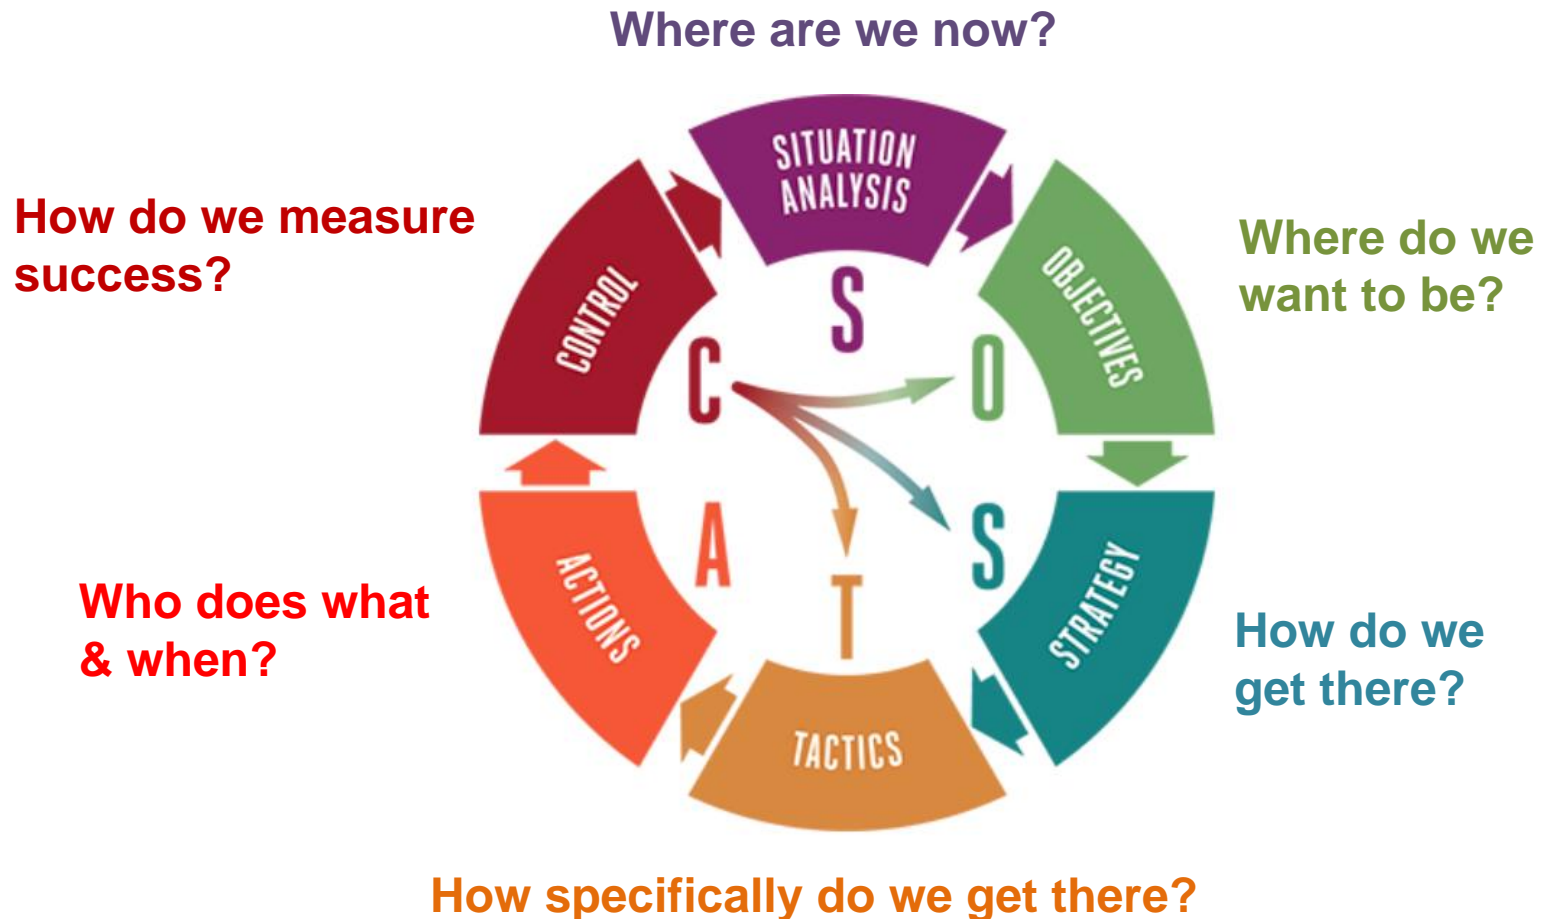 Where are we now?
SITUATION
ANALYSIS
S
Where do we
want to be?
OBJECTIVES
O
How do we
get there?
STRATEGY
S
How specifically do we get there?
TACTICS
T
Who does what
& when?
ACTIONS
A
How do we measure
success?
CONTROL
C